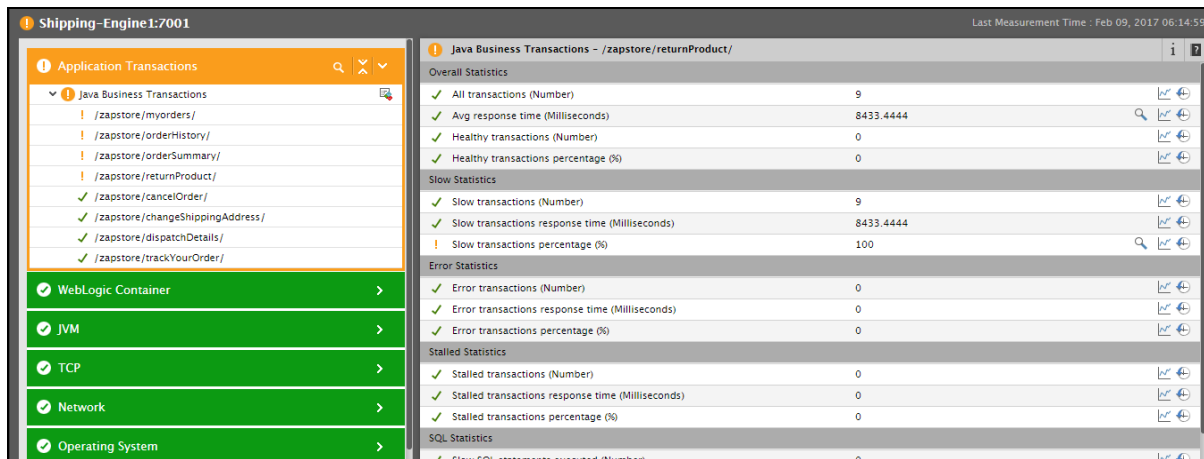 Shipping-Engine1:7001
Last Measurement Time : Feb 09, 2017 06:14:59
Application Transactions
Java Business Transactions
/zapstore/myorders/
/zapstore/orderHistory/
/zapstore/orderSummary/
/zapstore/returnProduct/
/zapstore/cancelOrder/
/zapstore/changeShippingAddress/
/zapstore/dispatchDetails/
/zapstore/trackYourOrder/
WebLogic Container
JVM
TCP
Network
Operating System
Java Business Transactions - /zapstore/returnProduct/
Overall Statistics
All transactions (Number) 9
Avg response time (Milliseconds) 8433.4444
Healthy transactions (Number) 0
Healthy transactions percentage (%) 0
Slow Statistics
Slow transactions (Number) 9
Slow transactions response time (Milliseconds) 8433.4444
Slow transactions percentage (%) 100
Error Statistics
Error transactions (Number) 0
Error transactions response time (Milliseconds) 0
Error transactions percentage (%) 0
Stalled Statistics
Stalled transactions (Number) 0
Stalled transactions response time (Milliseconds) 0
Stalled transactions percentage (%) 0
SQL Statistics
Slow SQL statements executed (Number) 0